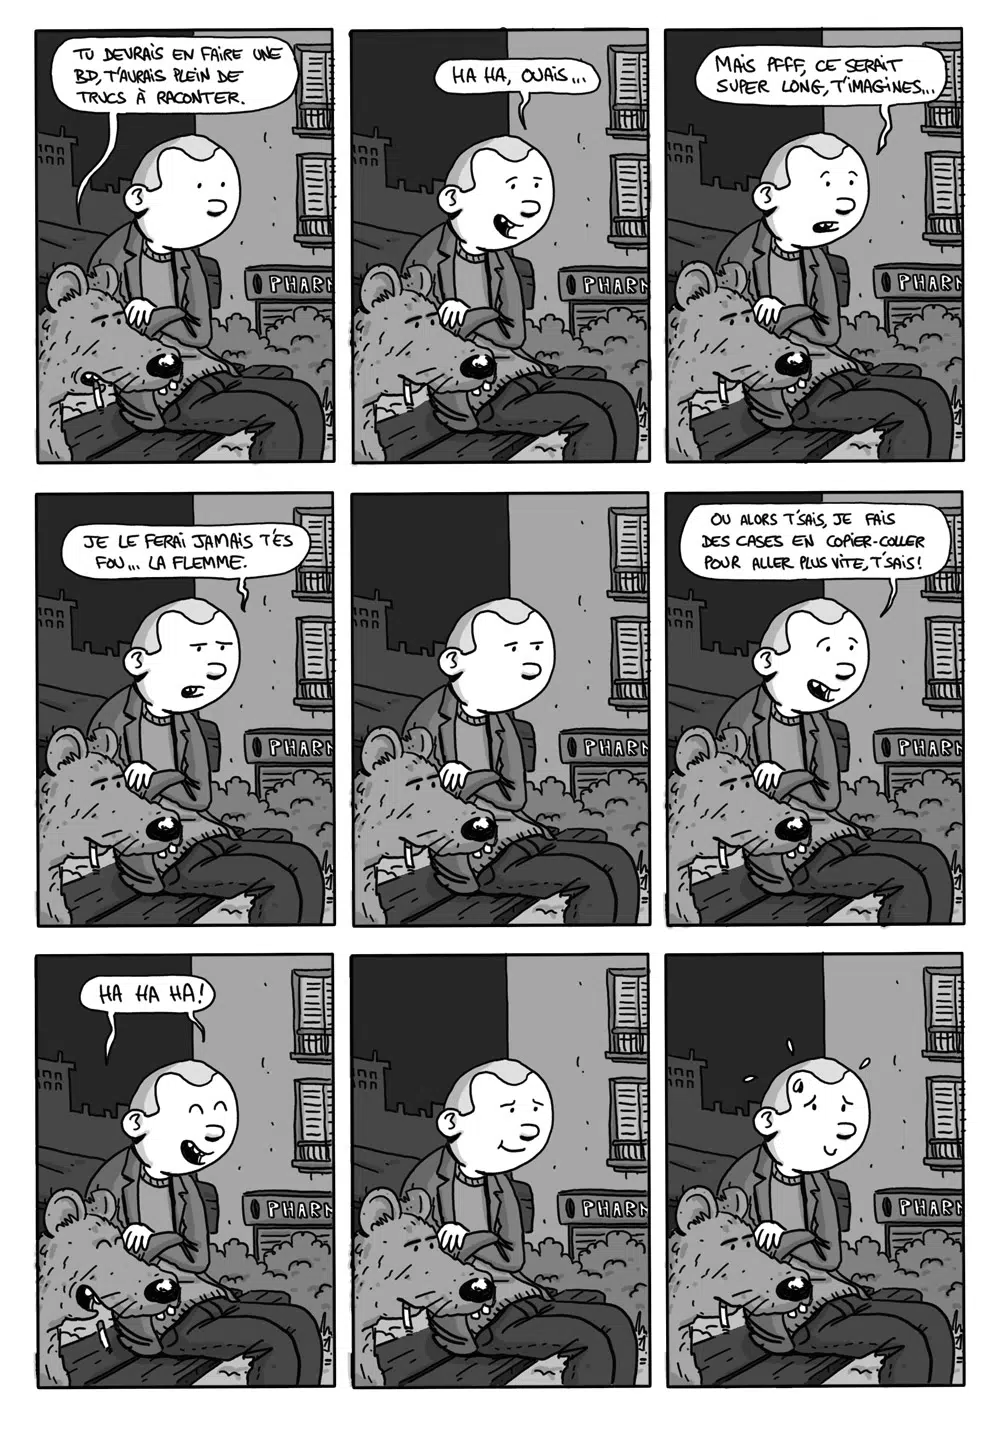 TU DEVRAIS EN FAIRE UNE
BD, T'AURAIS PLEIN DE
TRUCS À RACONTER.
PHARM
HA HA, OUAIS...
PHARM
MAIS PFFF, CE SERAIT
SUPER LONG, T'IMAGINES...
PHARM
JE LE FERAI JAMAIS T'ES
FOU... LA FLEMME.
PHARM
PHARM
OU ALORS T'SAIS, JE FAIS
DES CASES EN COPIER-COLLER
POUR ALLER PLUS VITE, T'SAIS!
PHARM
HA HA HA!
PHARM
PHARM
PHARM